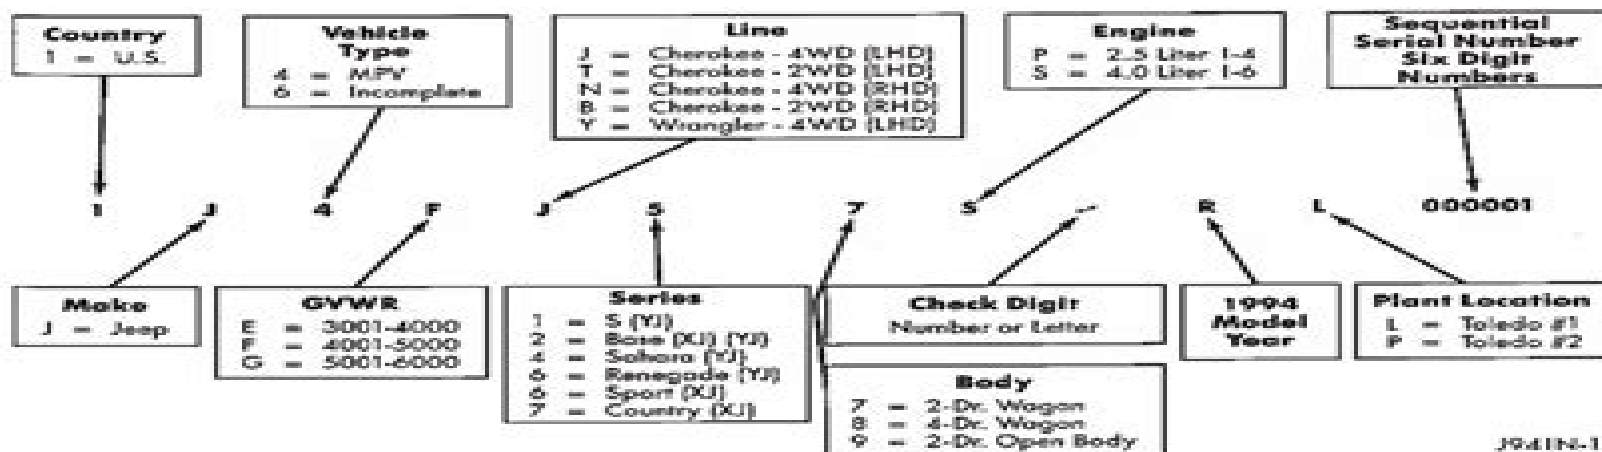 Country
1 = U.S.
Vehicle
Type
4 = MPV
6 = Incomplete
Line
J = Cherokee - 4WD (LHD)
T = Cherokee - 2WD (LHD)
N = Cherokee - 4WD (RHD)
B = Cherokee - 2WD (RHD)
Y = Wrangler - 4WD (LHD)
Engine
P = 2.5 Liter I-4
S = 4.0 Liter I-6
Sequential
Serial Number
Six Digit
Numbers
1 J 4 F J 5 7 S -- R L 000001
Make
J = Jeep
GVWR
E = 3001-4000
F = 4001-5000
G = 5001-6000
Series
1 = S (YJ)
2 = Base (XJ) (YJ)
4 = Sahara (YJ)
6 = Renegade (YJ)
6 = Sport (XJ)
7 = Country (XJ)
Check Digit
Number or Letter
Body
7 = 2-Dr. Wagon
8 = 4-Dr. Wagon
9 = 2-Dr. Open Body
1994
Model
Year
Plant Location
L = Toledo #1
P = Toledo #2
J94IN-1